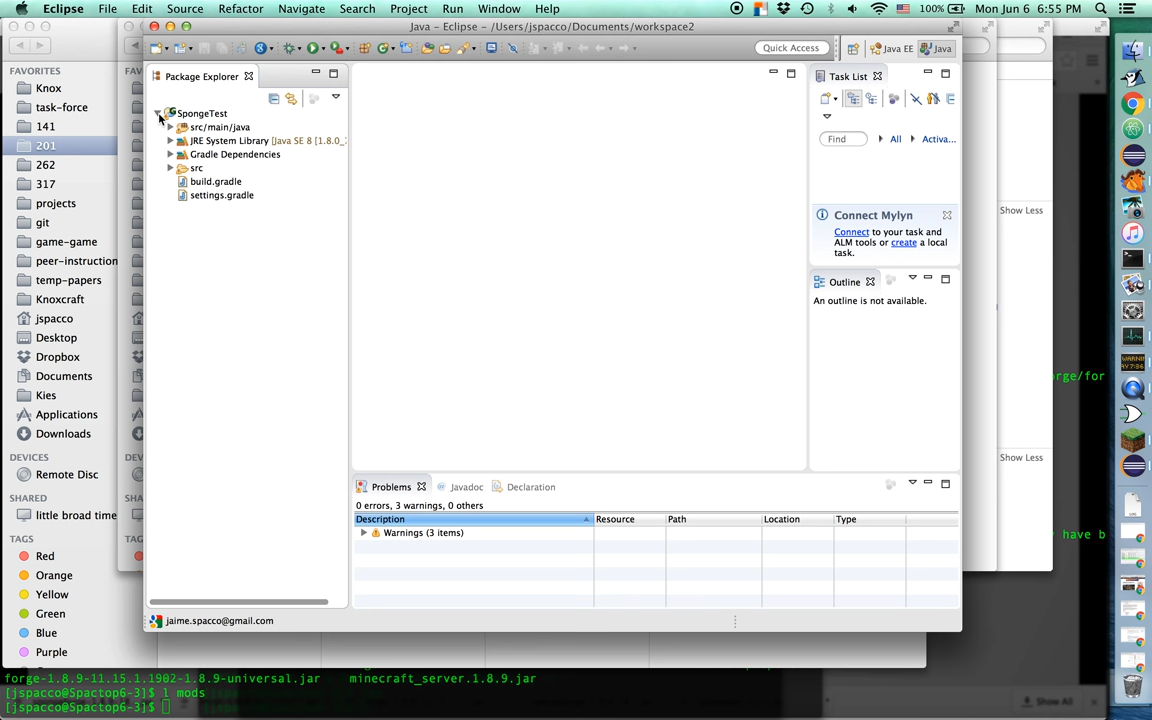 Eclipse File Edit Source Refactor Navigate Search Project Run Window Help 100% Mon Jun 6 6:55 PM
Java - Eclipse - /Users/jspacco/Documents/workspace2
Quick Access Java EE Java
FAVORITES
Knox
task-force
141
201
262
317
projects
git
game-game
peer-instruction
temp-papers
Knoxcraft
jspacco
Desktop
Dropbox
Documents
Kies
Applications
Downloads
DEVICES
Remote Disc
SHARED
little broad time
TAGS
Red
Orange
Yellow
Green
Blue
Purple
Package Explorer
SpongeTest
src/main/java
JRE System Library [Java SE 8 [1.8.0_
Gradle Dependencies
src
build.gradle
settings.gradle
Task List
Find All Activa...
Connect Mylyn
Connect to your task and
ALM tools or create a local
task.
Outline
An outline is not available.
Problems Javadoc Declaration
0 errors, 3 warnings, 0 others
Description Resource Path Location Type
Warnings (3 items)
jaime.spacco@gmail.com
Show Less
orge/for
Show Less
have b
Show All
forge-1.8.9-11.15.1.1902-1.8.9-universal.jar minecraft_server.1.8.9.jar
[jspacco@Spactop6-3]$ l mods
[jspacco@Spactop6-3]$